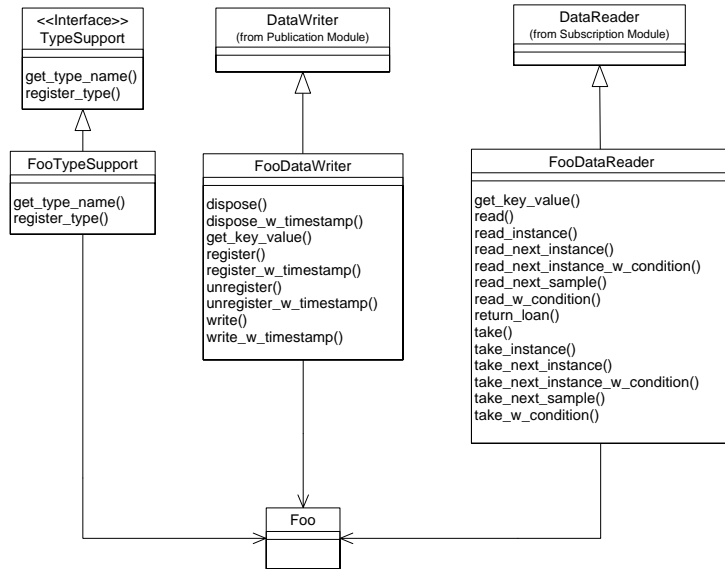 <<Interface>>
TypeSupport
get_type_name()
register_type()
DataWriter
(from Publication Module)
DataReader
(from Subscription Module)
FooTypeSupport
get_type_name()
register_type()
FooDataWriter
dispose()
dispose_w_timestamp()
get_key_value()
register()
register_w_timestamp()
unregister()
unregister_w_timestamp()
write()
write_w_timestamp()
FooDataReader
get_key_value()
read()
read_instance()
read_next_instance()
read_next_instance_w_condition()
read_next_sample()
read_w_condition()
return_loan()
take()
take_instance()
take_next_instance()
take_next_instance_w_condition()
take_next_sample()
take_w_condition()
Foo